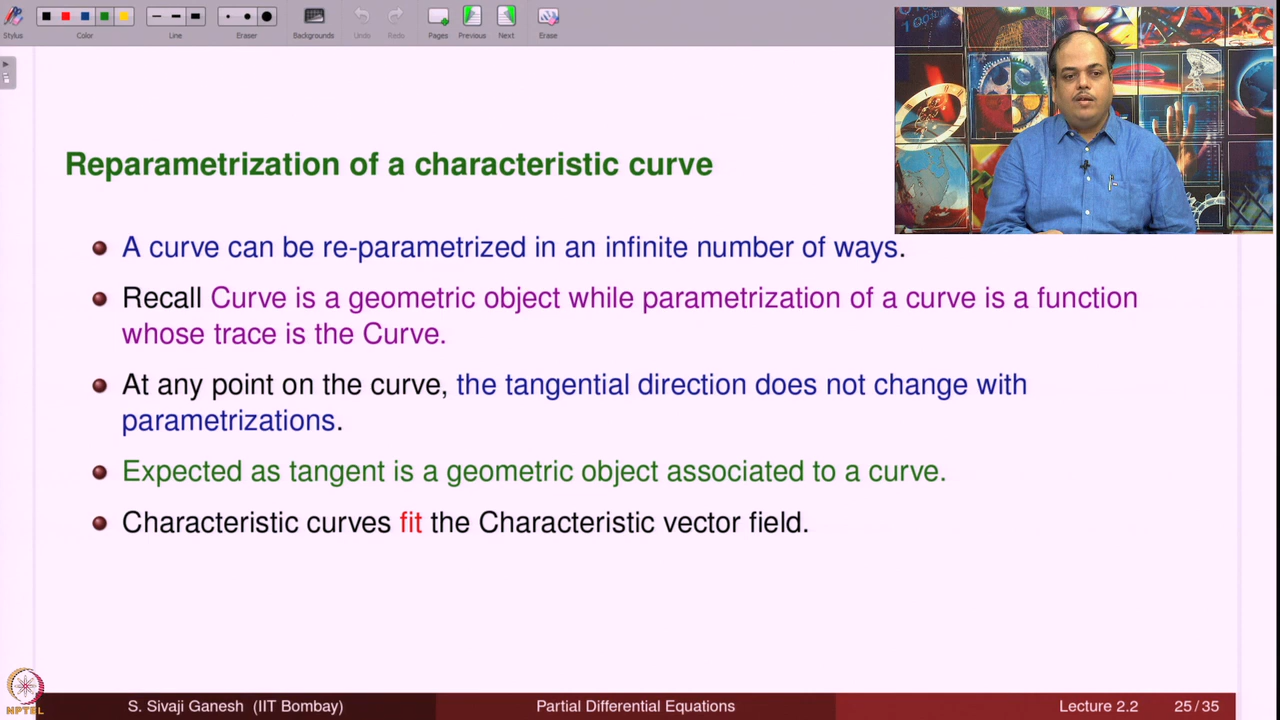 Stylus
Color
Line
Eraser
Backgrounds
Undo
Redo
Pages
Previous
Next
Erase
Reparametrization of a characteristic curve
A curve can be re-parametrized in an infinite number of ways.
Recall Curve is a geometric object while parametrization of a curve is a function
whose trace is the Curve.
At any point on the curve, the tangential direction does not change with
parametrizations.
Expected as tangent is a geometric object associated to a curve.
Characteristic curves fit the Characteristic vector field.
NPTEL
S. Sivaji Ganesh (IIT Bombay)
Partial Differential Equations
Lecture 2.2
25/35